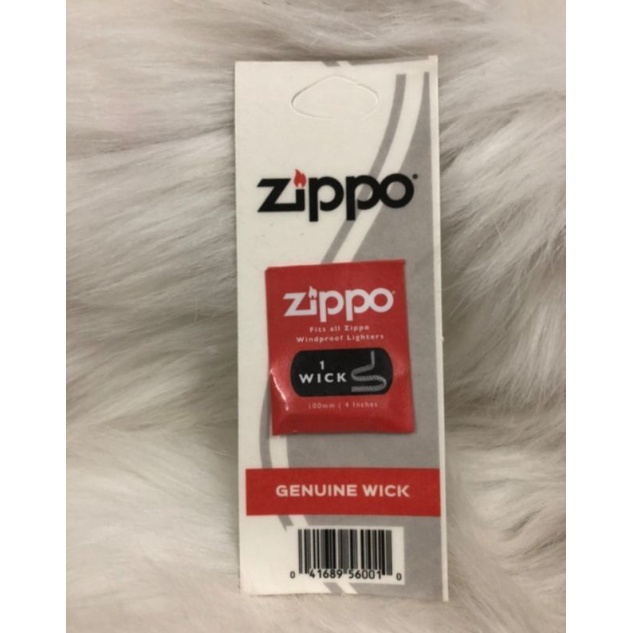 zippo
zippo
Fits all Zippo
Windproof Lighters
1
WICK
100mm / 4 Inches
GENUINE WICK
0 41689 56001 0